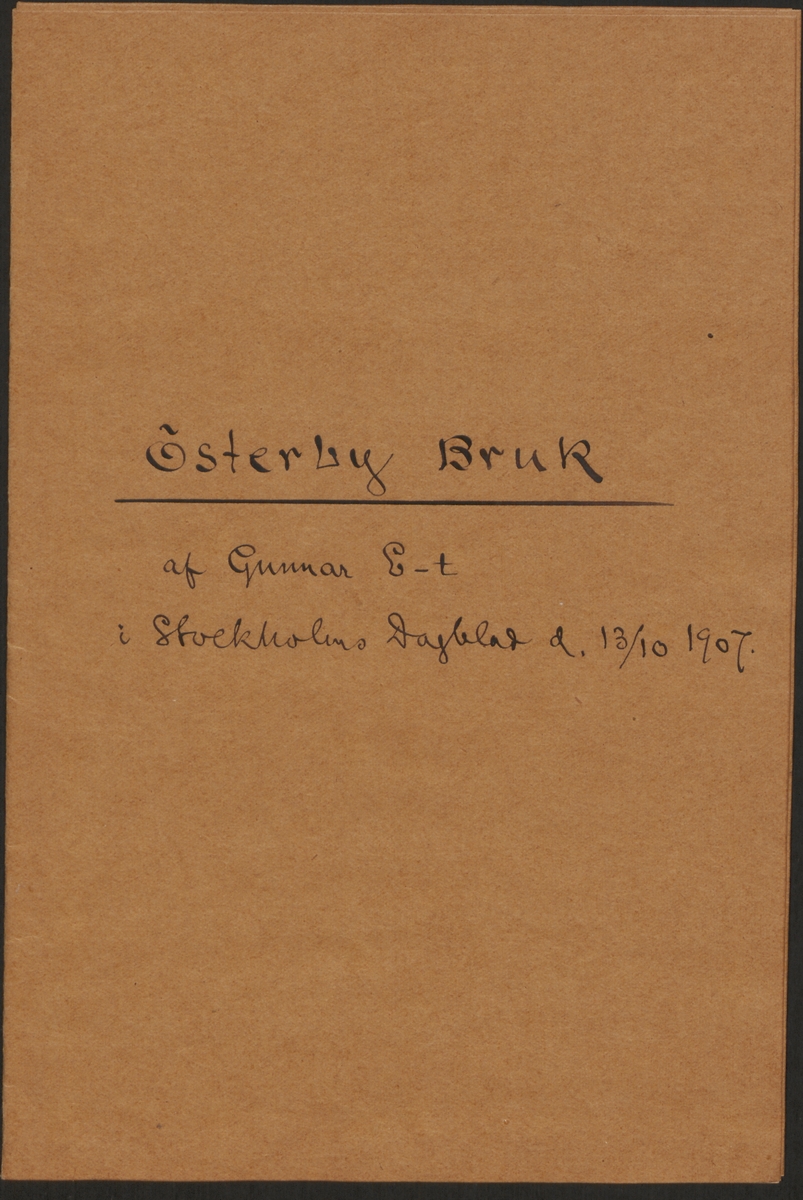 Österby Bruk
af Gunnar E-t
i Stockholms Dagblad d. 13/10 1907.